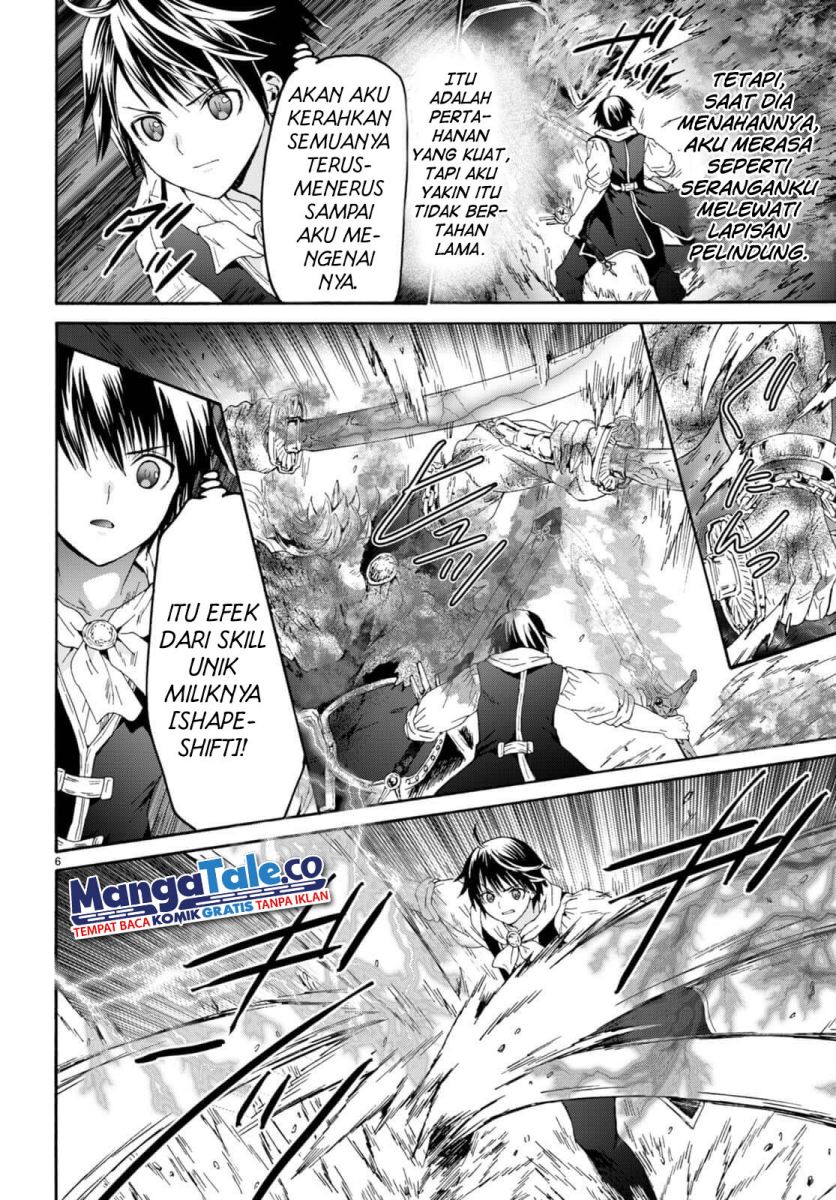 TETAPI,
SAAT DIA
MENAHANNYA,
AKU MERASA
SEPERTI
SERANGANKU
MELEWATI
LAPISAN
PELINDUNG.
ITU
ADALAH
PERTA-
HANAN
YANG KUAT,
TAPI AKU
YAKIN ITU
TIDAK BER-
TAHAN
LAMA.
AKAN AKU
KERAHKAN
SEMUANYA
TERUS-
MENERUS
SAMPAI
AKU ME-
NGENAI
NYA.
ITU EFEK
DARI SKILL
UNIK
MILIKNYA
[SHAPE-
SHIFT]!
6
MangaTale.co
TEMPAT BACA KOMIK GRATIS TANPA IKLAN